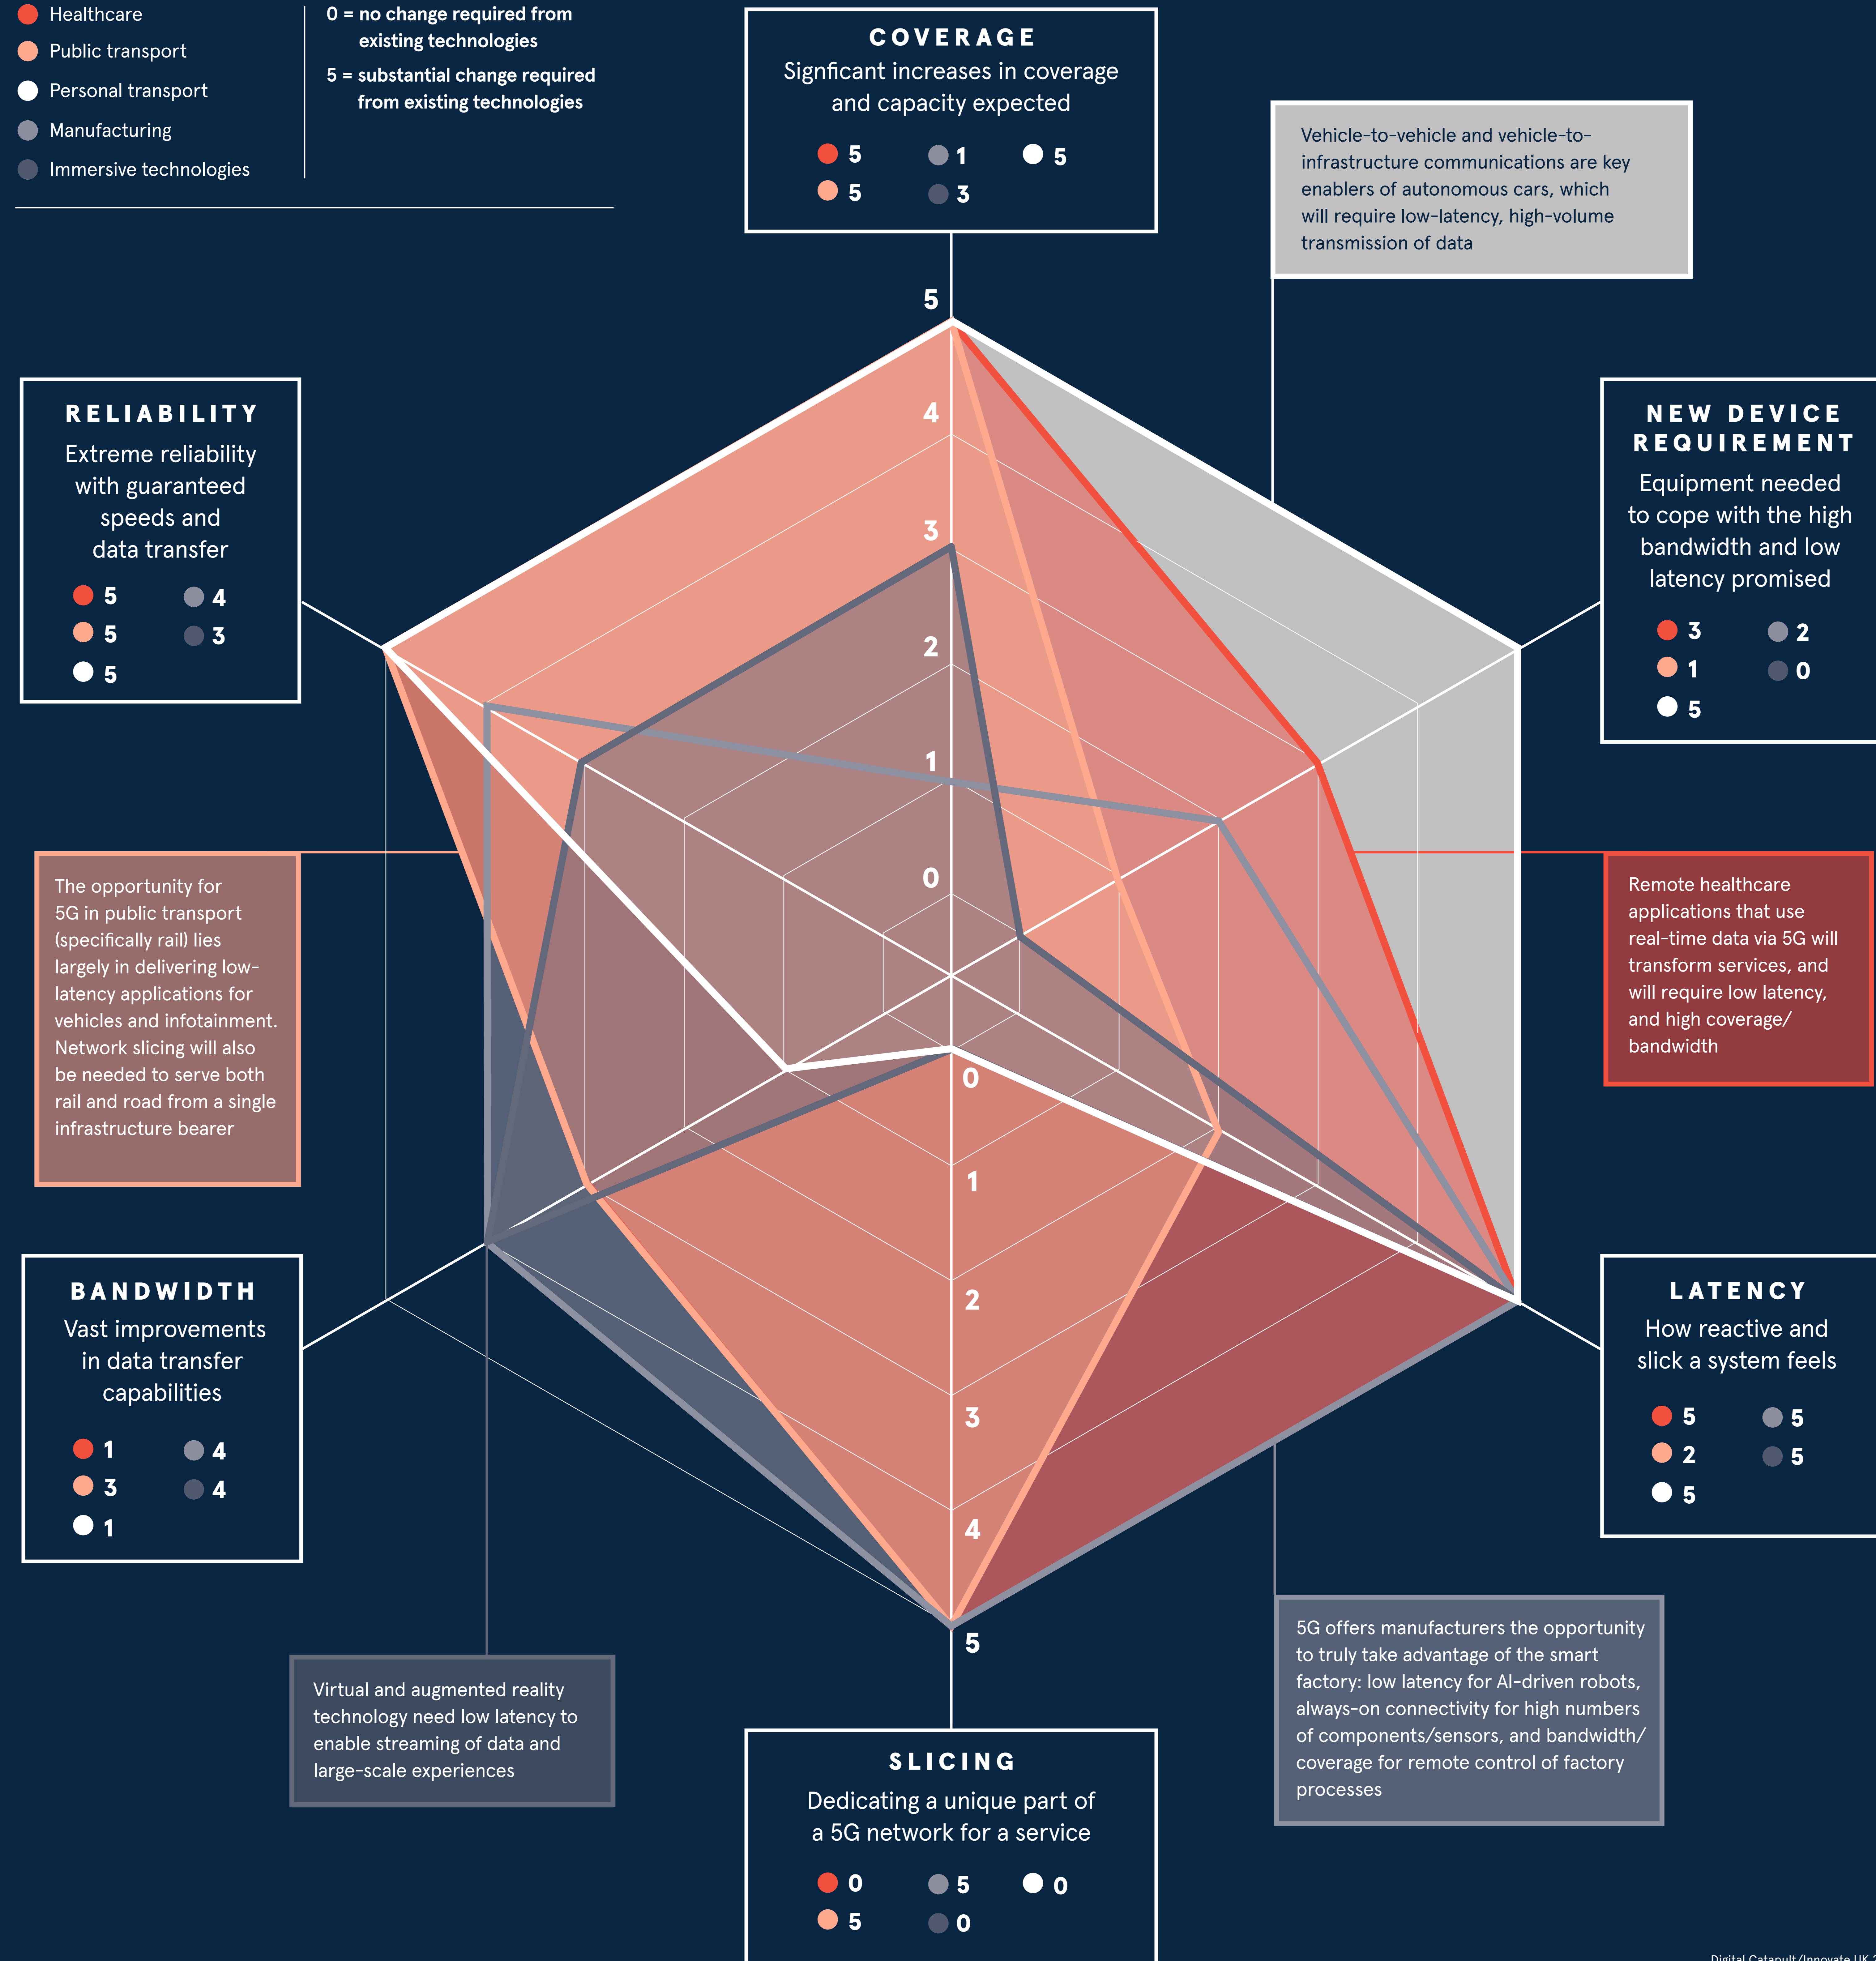 Healthcare
Public transport
Personal transport
Manufacturing
Immersive technologies
0 = no change required from
existing technologies
5 = substantial change required
from existing technologies
COVERAGE
Signficant increases in coverage
and capacity expected
5 1 5
5 3
Vehicle-to-vehicle and vehicle-to-
infrastructure communications are key
enablers of autonomous cars, which
will require low-latency, high-volume
transmission of data
RELIABILITY
Extreme reliability
with guaranteed
speeds and
data transfer
5 4
5 3
5
NEW DEVICE
REQUIREMENT
Equipment needed
to cope with the high
bandwidth and low
latency promised
3 2
1 0
5
5
4
3
2
1
0
0
1
2
3
4
5
The opportunity for
5G in public transport
(specifically rail) lies
largely in delivering low-
latency applications for
vehicles and infotainment.
Network slicing will also
be needed to serve both
rail and road from a single
infrastructure bearer
Remote healthcare
applications that use
real-time data via 5G will
transform services, and
will require low latency,
and high coverage/
bandwidth
BANDWIDTH
Vast improvements
in data transfer
capabilities
1 4
3 4
1
LATENCY
How reactive and
slick a system feels
5 5
2 5
5
Virtual and augmented reality
technology need low latency to
enable streaming of data and
large-scale experiences
5G offers manufacturers the opportunity
to truly take advantage of the smart
factory: low latency for AI-driven robots,
always-on connectivity for high numbers
of components/sensors, and bandwidth/
coverage for remote control of factory
processes
SLICING
Dedicating a unique part of
a 5G network for a service
0 5 0
5 0
Digital Catapult/Innovate UK